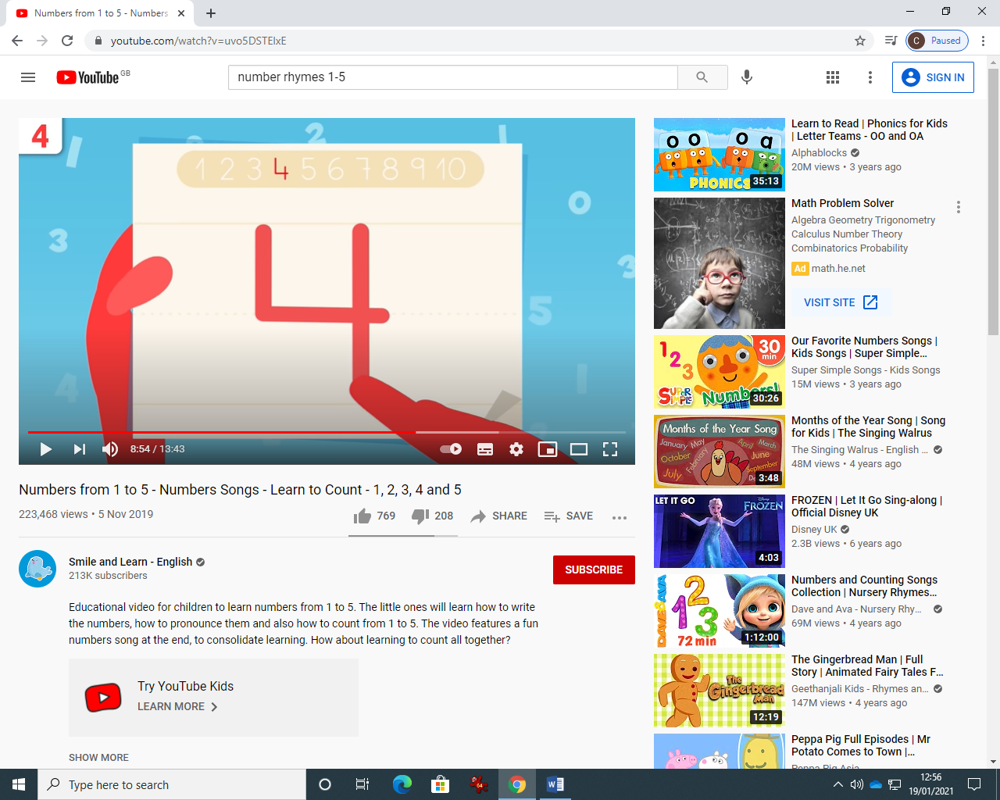 Numbers from 1 to 5 - Numbers
youtube.com/watch?v=uvo5DSTEIxE
Paused
YouTube GB
number rhymes 1-5
SIGN IN
4
1 2 3 4 5 6 7 8 9 10
4
8:54 / 13:43
Numbers from 1 to 5 - Numbers Songs - Learn to Count - 1, 2, 3, 4 and 5
223,468 views • 5 Nov 2019
769
208
SHARE
SAVE
Smile and Learn - English
213K subscribers
SUBSCRIBE
Educational video for children to learn numbers from 1 to 5. The little ones will learn how to write
the numbers, how to pronounce them and also how to count from 1 to 5. The video features a fun
numbers song at the end, to consolidate learning. How about learning to count all together?
Try YouTube Kids
LEARN MORE
SHOW MORE
O O O a
PHONICS
35:13
Learn to Read | Phonics for Kids
| Letter Teams - OO and OA
Alphablocks
20M views • 3 years ago
Math Problem Solver
Algebra Geometry Trigonometry
Calculus Number Theory
Combinatorics Probability
Ad math.he.net
VISIT SITE
1 2 3
30 min
SUPER SIMPLE
Numbers!
30:26
Our Favorite Numbers Songs |
Kids Songs | Super Simple...
Super Simple Songs - Kids Songs
15M views • 3 years ago
Months of the Year Song
January May April March
October February June
July September
3:48
Months of the Year Song | Song
for Kids | The Singing Walrus
The Singing Walrus - English ...
48M views • 4 years ago
LET IT GO
Disney
FROZEN
4:03
FROZEN | Let It Go Sing-along |
Official Disney UK
Disney UK
2.3B views • 6 years ago
DAVE AVA
1 2 3
72 min
1:12:00
Numbers and Counting Songs
Collection | Nursery Rhymes...
Dave and Ava - Nursery Rhy...
69M views • 4 years ago
The
Gingerbread
Man
12:19
The Gingerbread Man | Full
Story | Animated Fairy Tales F...
Geethanjali Kids - Rhymes an...
147M views • 4 years ago
Peppa Pig Full Episodes | Mr
Potato Comes to Town |...
Peppa Pig Asia
Type here to search
12:56
19/01/2021